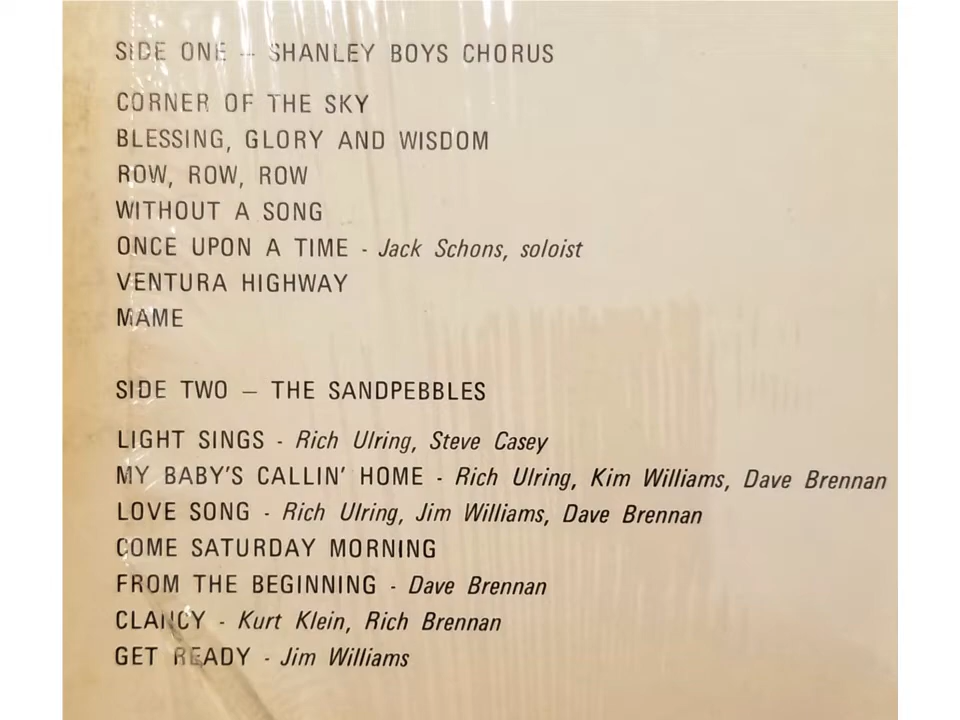 SIDE ONE – SHANLEY BOYS CHORUS
CORNER OF THE SKY
BLESSING, GLORY AND WISDOM
ROW, ROW, ROW
WITHOUT A SONG
ONCE UPON A TIME - Jack Schons, soloist
VENTURA HIGHWAY
MAME
SIDE TWO – THE SANDPEBBLES
LIGHT SINGS - Rich Ulring, Steve Casey
MY BABY'S CALLIN' HOME - Rich Ulring, Kim Williams, Dave Brennan
LOVE SONG - Rich Ulring, Jim Williams, Dave Brennan
COME SATURDAY MORNING
FROM THE BEGINNING - Dave Brennan
CLANCY - Kurt Klein, Rich Brennan
GET READY - Jim Williams